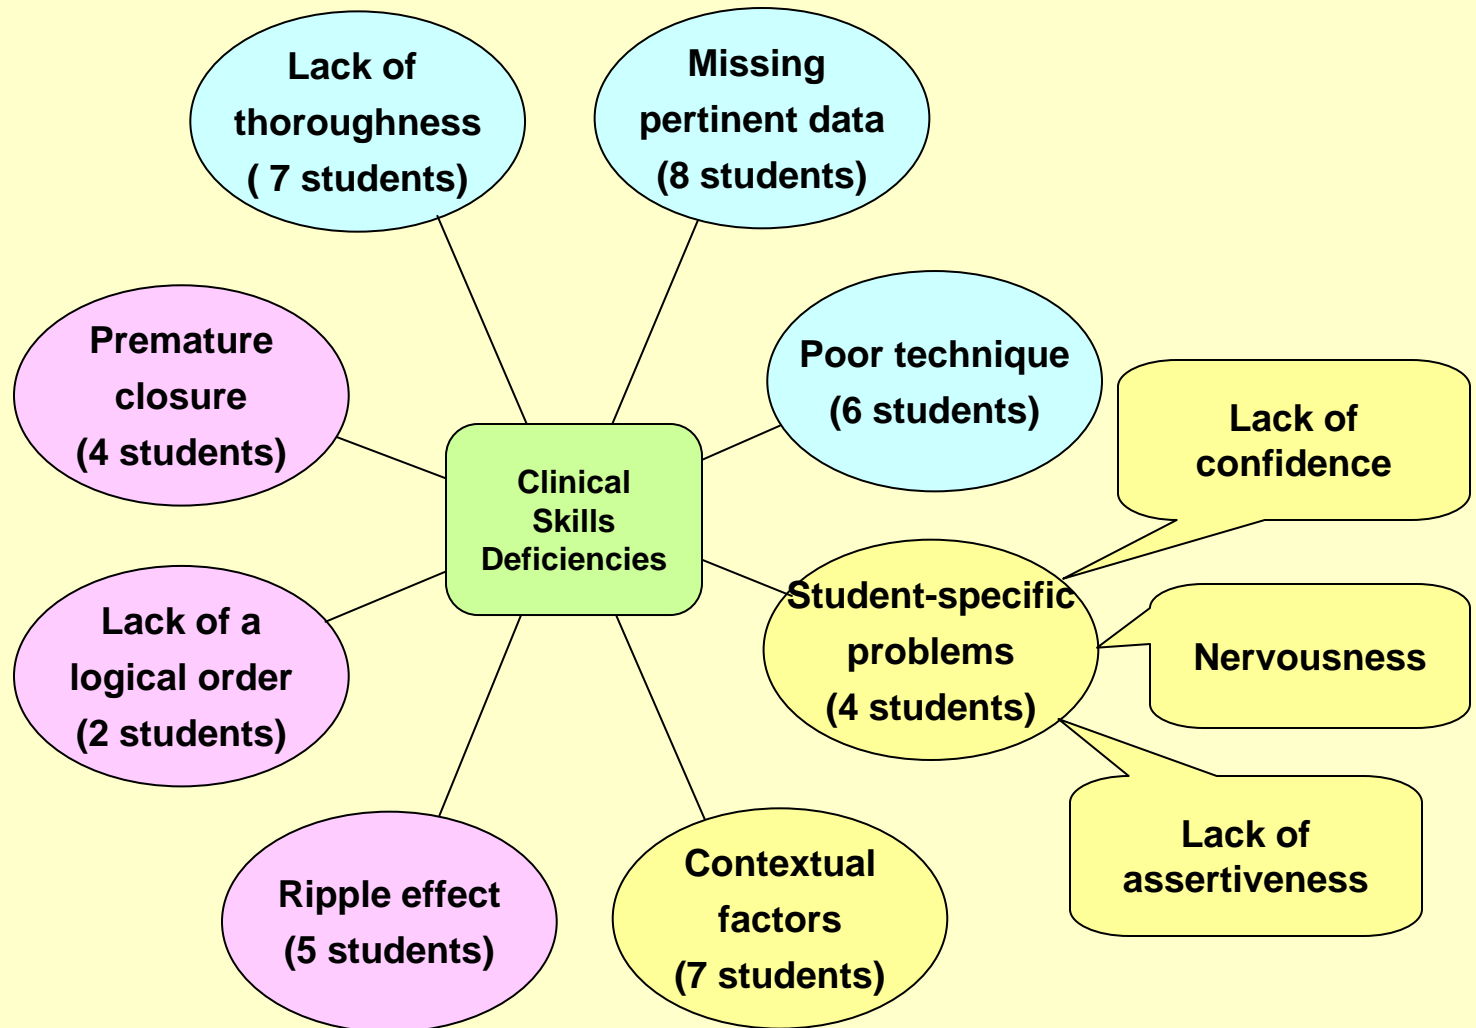 Lack of
thoroughness
( 7 students)
Missing
pertinent data
(8 students)
Premature
closure
(4 students)
Poor technique
(6 students)
Lack of
confidence
Clinical
Skills
Deficiencies
Student-specific
problems
(4 students)
Nervousness
Lack of a
logical order
(2 students)
Lack of
assertiveness
Ripple effect
(5 students)
Contextual
factors
(7 students)